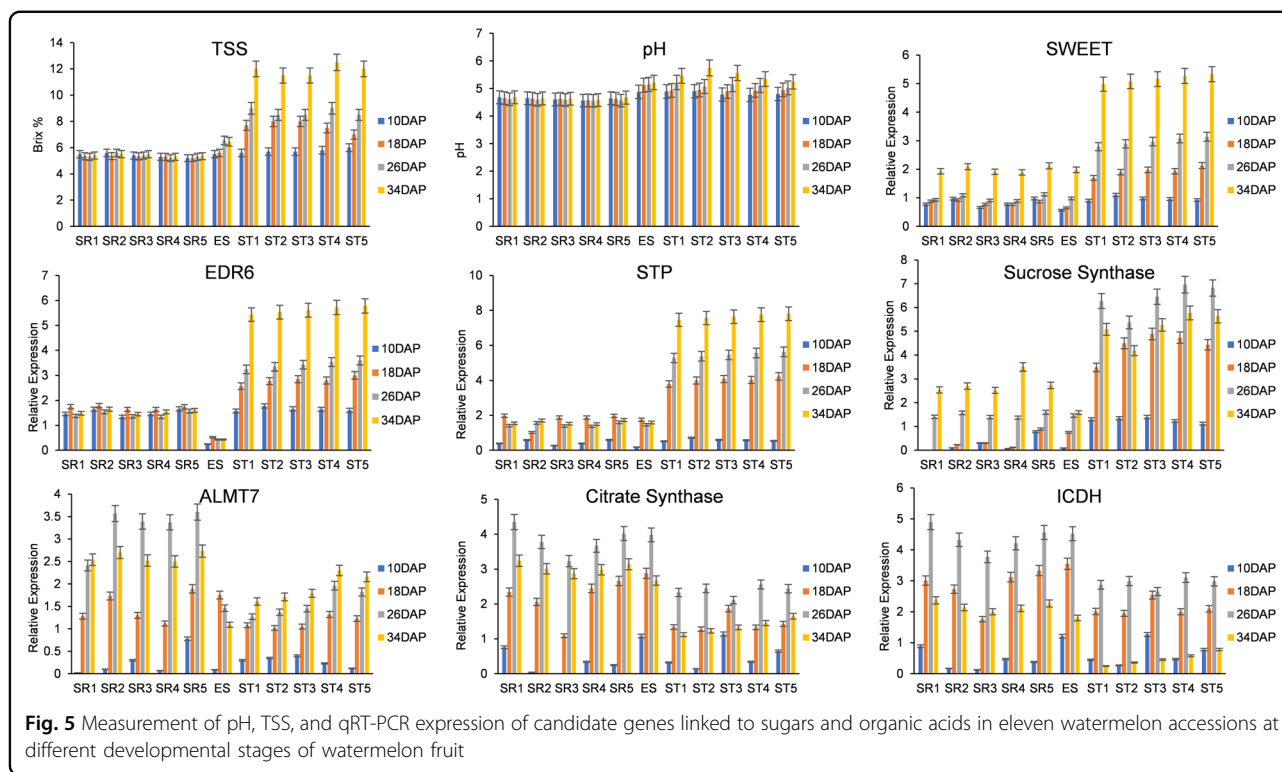 TSS
Brix %
14
12
10
8
6
4
2
0
SR1 SR2 SR3 SR4 SR5 ES ST1 ST2 ST3 ST4 ST5
10DAP
18DAP
26DAP
34DAP
pH
pH
7
6
5
4
3
2
1
0
SR1 SR2 SR3 SR4 SR5 ES ST1 ST2 ST3 ST4 ST5
10DAP
18DAP
26DAP
34DAP
SWEET
Relative Expression
6
5
4
3
2
1
0
SR1 SR2 SR3 SR4 SR5 ES ST1 ST2 ST3 ST4 ST5
10DAP
18DAP
26DAP
34DAP
EDR6
Relative Expression
7
6
5
4
3
2
1
0
SR1 SR2 SR3 SR4 SR5 ES ST1 ST2 ST3 ST4 ST5
10DAP
18DAP
26DAP
34DAP
STP
Relative Expression
10
8
6
4
2
0
SR1 SR2 SR3 SR4 SR5 ES ST1 ST2 ST3 ST4 ST5
10DAP
18DAP
26DAP
34DAP
Sucrose Synthase
Relative Expression
8
7
6
5
4
3
2
1
0
SR1 SR2 SR3 SR4 SR5 ES ST1 ST2 ST3 ST4 ST5
10DAP
18DAP
26DAP
34DAP
ALMT7
Relative Expression
4
3.5
3
2.5
2
1.5
1
0.5
0
SR1 SR2 SR3 SR4 SR5 ES ST1 ST2 ST3 ST4 ST5
10DAP
18DAP
26DAP
34DAP
Citrate Synthase
Relative Expression
5
4
3
2
1
0
SR1 SR2 SR3 SR4 SR5 ES ST1 ST2 ST3 ST4 ST5
10DAP
18DAP
26DAP
34DAP
ICDH
Relative Expression
6
5
4
3
2
1
0
SR1 SR2 SR3 SR4 SR5 ES ST1 ST2 ST3 ST4 ST5
10DAP
18DAP
26DAP
34DAP
Fig. 5 Measurement of pH, TSS, and qRT-PCR expression of candidate genes linked to sugars and organic acids in eleven watermelon accessions at
different developmental stages of watermelon fruit